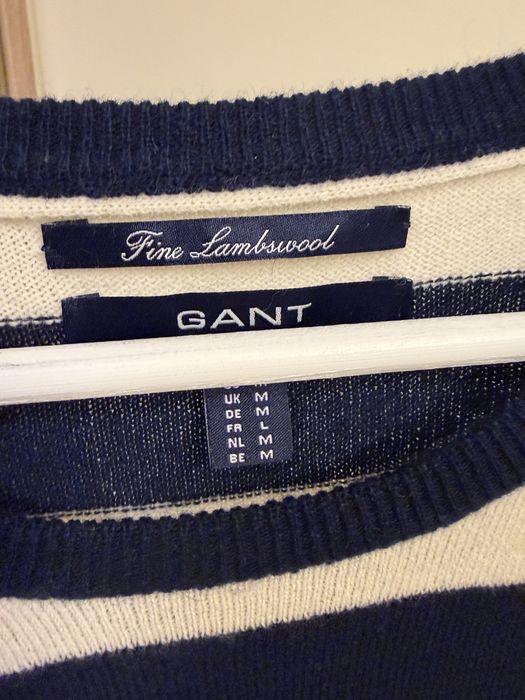 Fine Lambswool
GANT
UK M
DE M
FR L
NL M
BE M